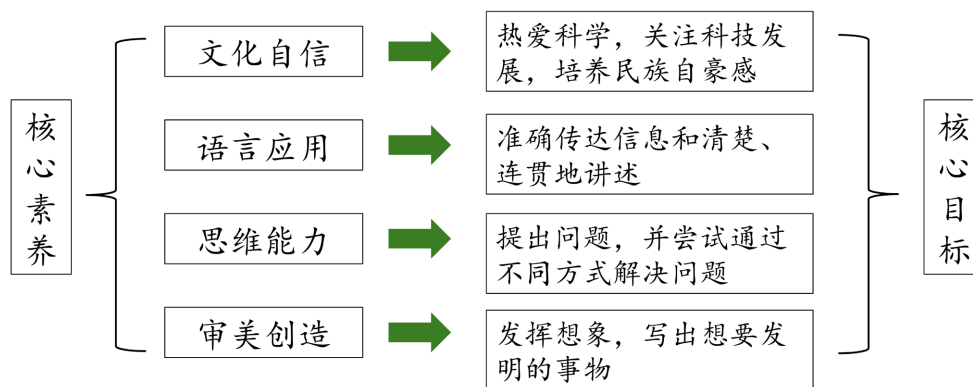 核心素养
文化自信
热爱科学，关注科技发
展，培养民族自豪感
语言应用
准确传达信息和清楚、
连贯地讲述
思维能力
提出问题，并尝试通过
不同方式解决问题
审美创造
发挥想象，写出想要发
明的事物
核心目标